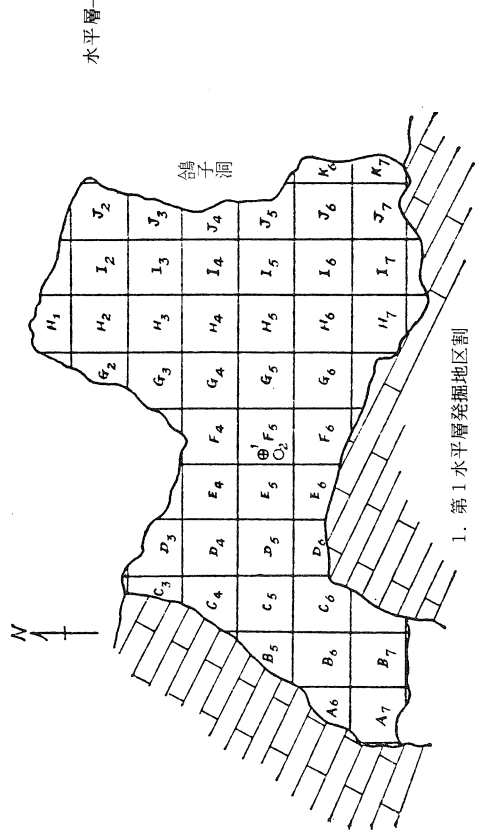 水平層—
N
H1
G2 H2 I2 J2
C3 D3 G3 H3 I3 J3
鴿子洞
C4 D4 E4 F4 G4 H4 I4 J4
B5 C5 D5 E5 F5 G5 H5 I5 J5
1
2
A6 B6 C6 D6 E6 F6 G6 H6 I6 J6 K6
A7 B7 H7 I7 J7 K7
1. 第1水平層発掘地区割